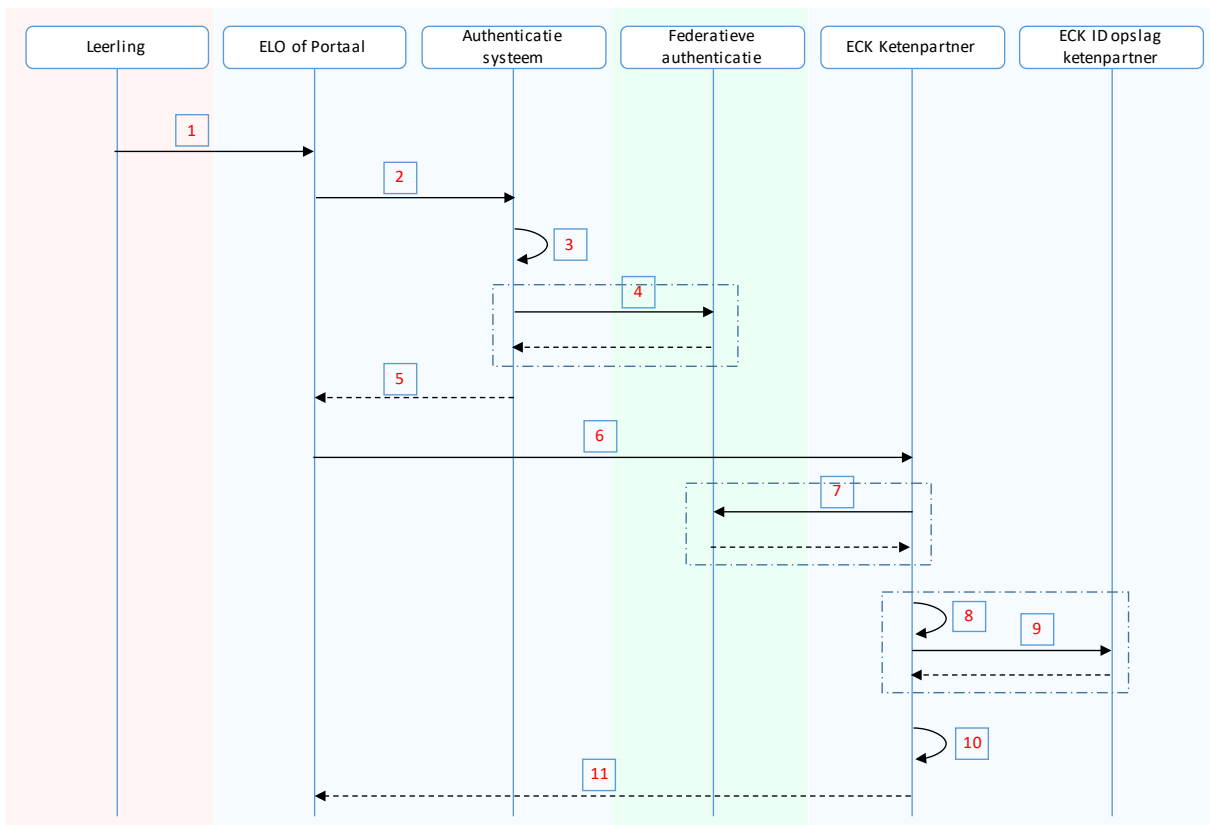 Leerling
ELO of Portaal
Authenticatie
systeem
Federatieve
authenticatie
ECK Ketenpartner
ECK ID opslag
ketenpartner
1
2
3
4
5
6
7
8
9
10
11